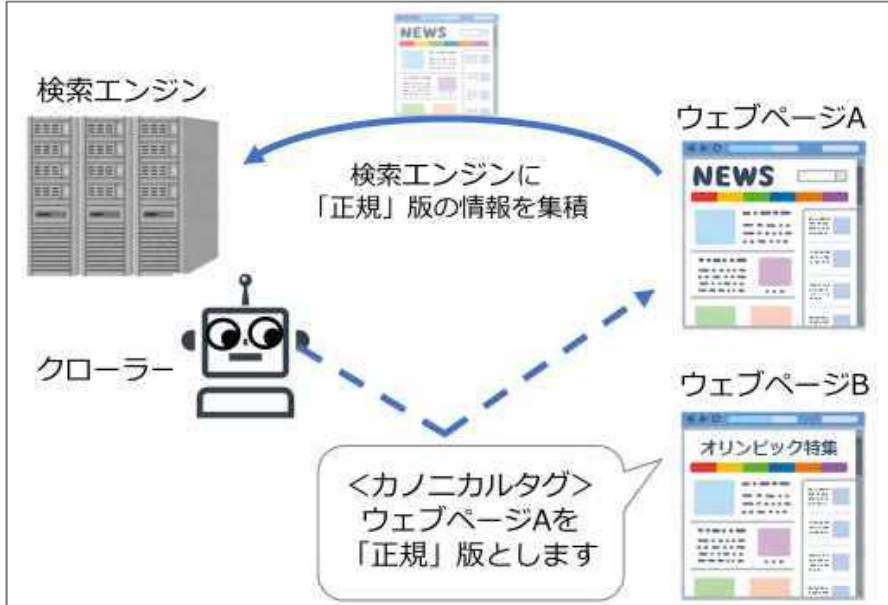 NEWS
検索エンジン
ウェブページA
検索エンジンに
「正規」版の情報を集積
NEWS
クローラー
ウェブページB
オリンピック特集
<カノニカルタグ>
ウェブページAを
「正規」版とします